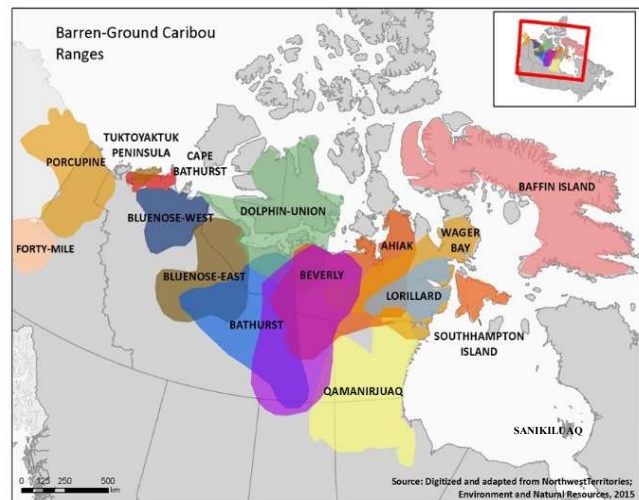 Barren-Ground Caribou
Ranges
PORCUPINE
TUKTOYAKTUK
PENINSULA
CAPE
BATHURST
BAFFIN ISLAND
BLUENOSE-WEST
DOLPHIN-UNION
WAGER
BAY
AHIAK
FORTY-MILE
BLUENOSE-EAST
BEVERLY
LORILLARD
BATHURST
SOUTHHAMPTON
ISLAND
QAMANIRJUAQ
SANIKILUAQ
0 125 250 500
km
Source: Digitized and adapted from NorthwestTerritories;
Environment and Natural Resources, 2015